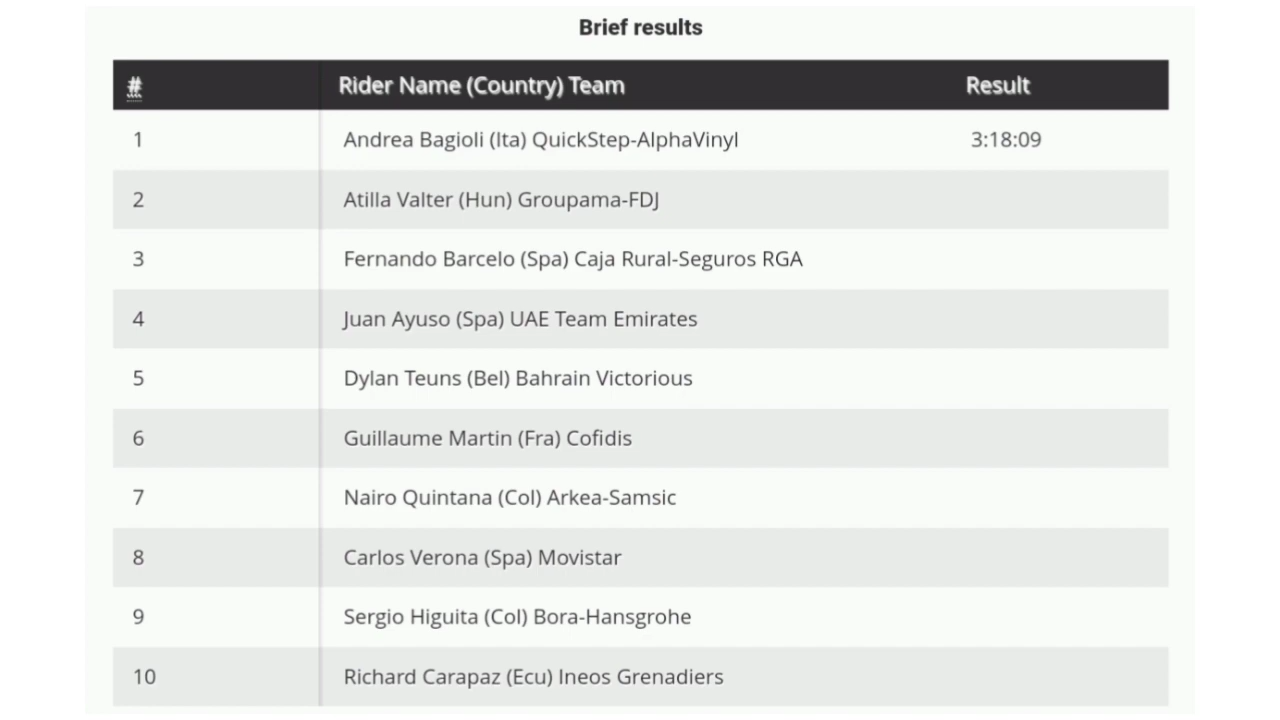 Brief results
# Rider Name (Country) Team Result
1 Andrea Bagioli (Ita) QuickStep-AlphaVinyl 3:18:09
2 Atilla Valter (Hun) Groupama-FDJ
3 Fernando Barcelo (Spa) Caja Rural-Seguros RGA
4 Juan Ayuso (Spa) UAE Team Emirates
5 Dylan Teuns (Bel) Bahrain Victorious
6 Guillaume Martin (Fra) Cofidis
7 Nairo Quintana (Col) Arkea-Samsic
8 Carlos Verona (Spa) Movistar
9 Sergio Higuita (Col) Bora-Hansgrohe
10 Richard Carapaz (Ecu) Ineos Grenadiers